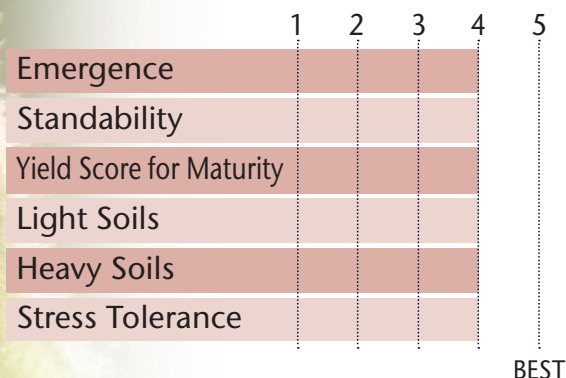 1 2 3 4 5
Emergence
Standability
Yield Score for Maturity
Light Soils
Heavy Soils
Stress Tolerance
BEST